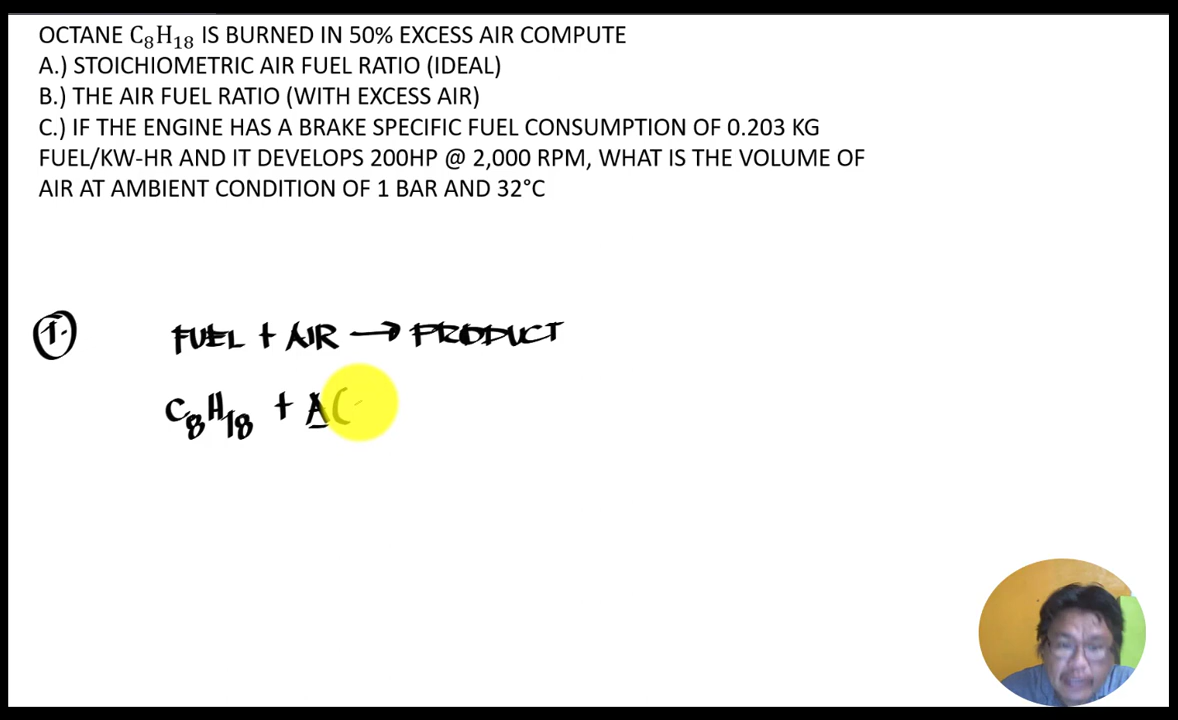 OCTANE C₈H₁₈ IS BURNED IN 50% EXCESS AIR COMPUTE
A.) STOICHIOMETRIC AIR FUEL RATIO (IDEAL)
B.) THE AIR FUEL RATIO (WITH EXCESS AIR)
C.) IF THE ENGINE HAS A BRAKE SPECIFIC FUEL CONSUMPTION OF 0.203 KG
FUEL/KW-HR AND IT DEVELOPS 200HP @ 2,000 RPM, WHAT IS THE VOLUME OF
AIR AT AMBIENT CONDITION OF 1 BAR AND 32°C
1. FUEL + AIR → PRODUCT
C₈H₁₈ + A(